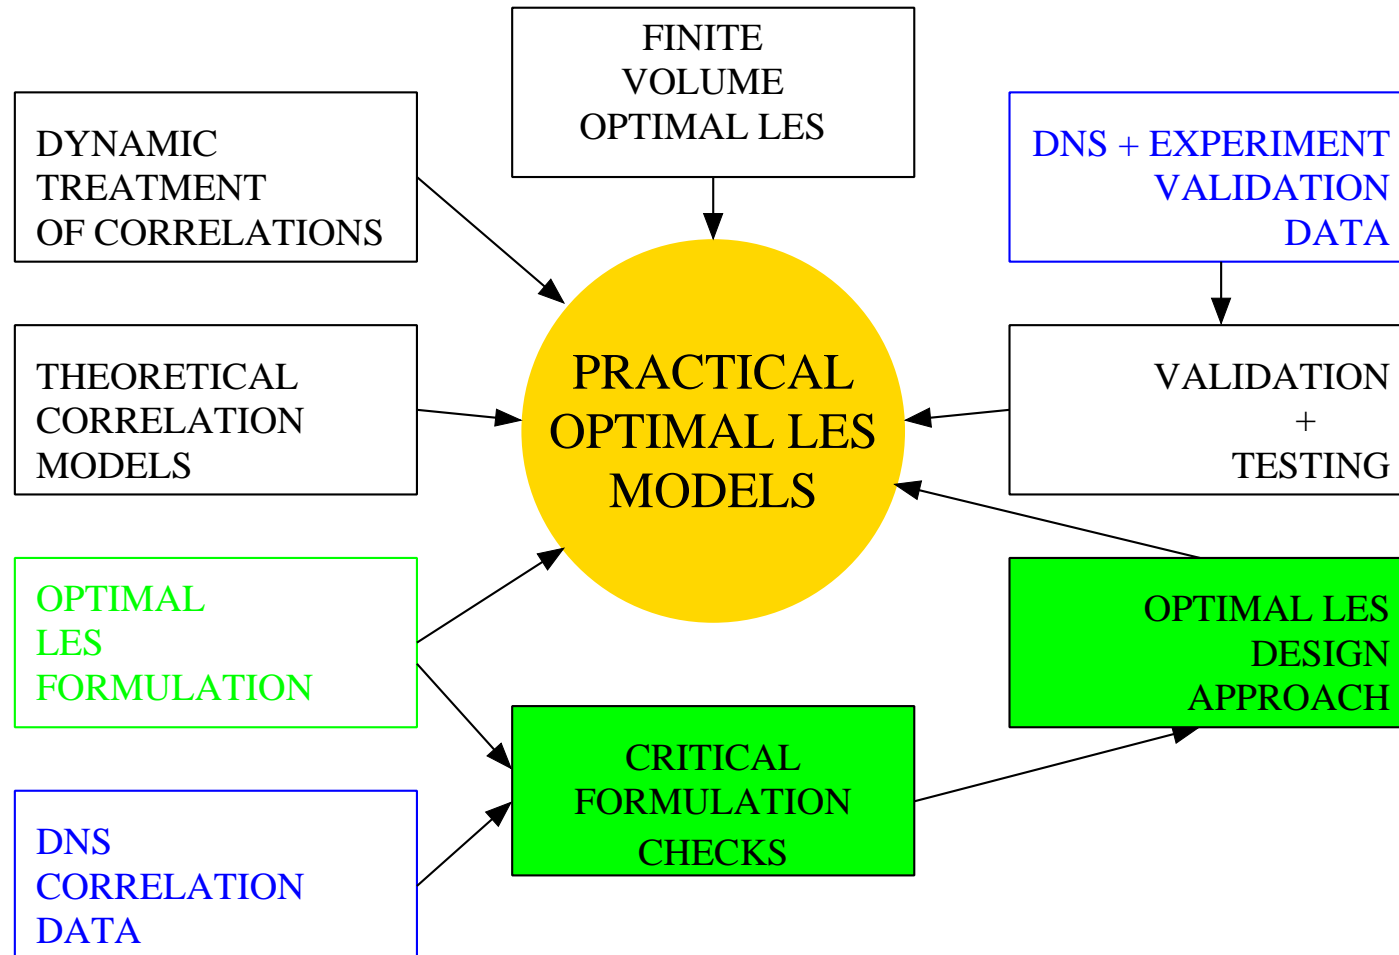 FINITE
VOLUME
OPTIMAL LES
DYNAMIC
TREATMENT
OF CORRELATIONS
DNS + EXPERIMENT
VALIDATION
DATA
THEORETICAL
CORRELATION
MODELS
PRACTICAL
OPTIMAL LES
MODELS
VALIDATION
+
TESTING
OPTIMAL
LES
FORMULATION
OPTIMAL LES
DESIGN
APPROACH
CRITICAL
FORMULATION
CHECKS
DNS
CORRELATION
DATA